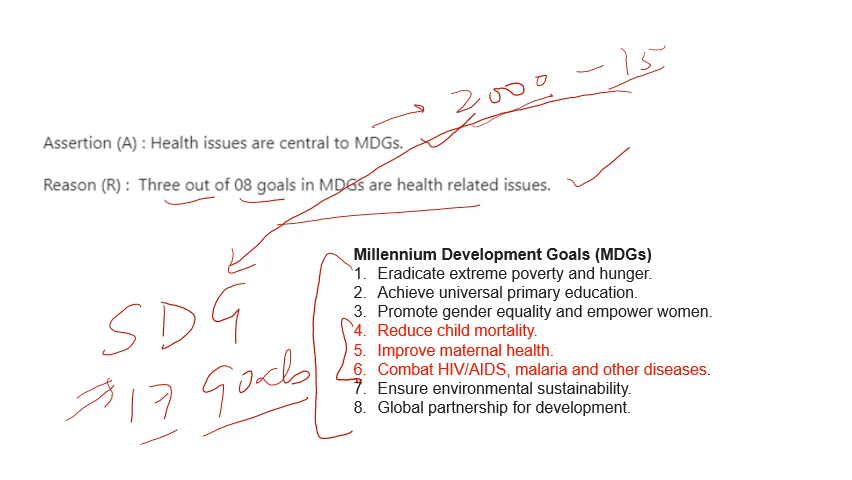 2000 - 15
Assertion (A) : Health issues are central to MDGs.
Reason (R) : Three out of 08 goals in MDGs are health related issues.
Millennium Development Goals (MDGs)
1. Eradicate extreme poverty and hunger.
2. Achieve universal primary education.
3. Promote gender equality and empower women.
4. Reduce child mortality.
5. Improve maternal health.
6. Combat HIV/AIDS, malaria and other diseases.
7. Ensure environmental sustainability.
8. Global partnership for development.
SDG
17 Goals